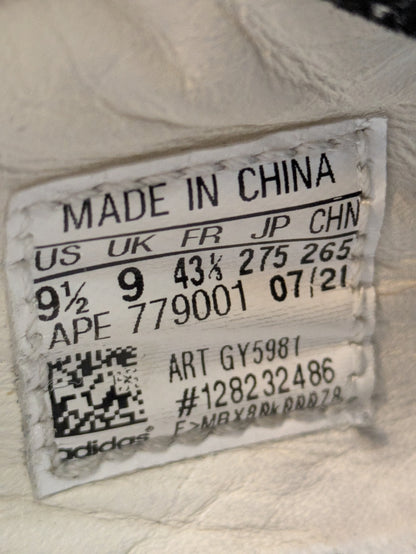 MADE IN CHINA
US UK FR JP CHN
9½ 9 43⅓ 275 265
APE 779001 07/21
ART GY5981
#128232486
adidas